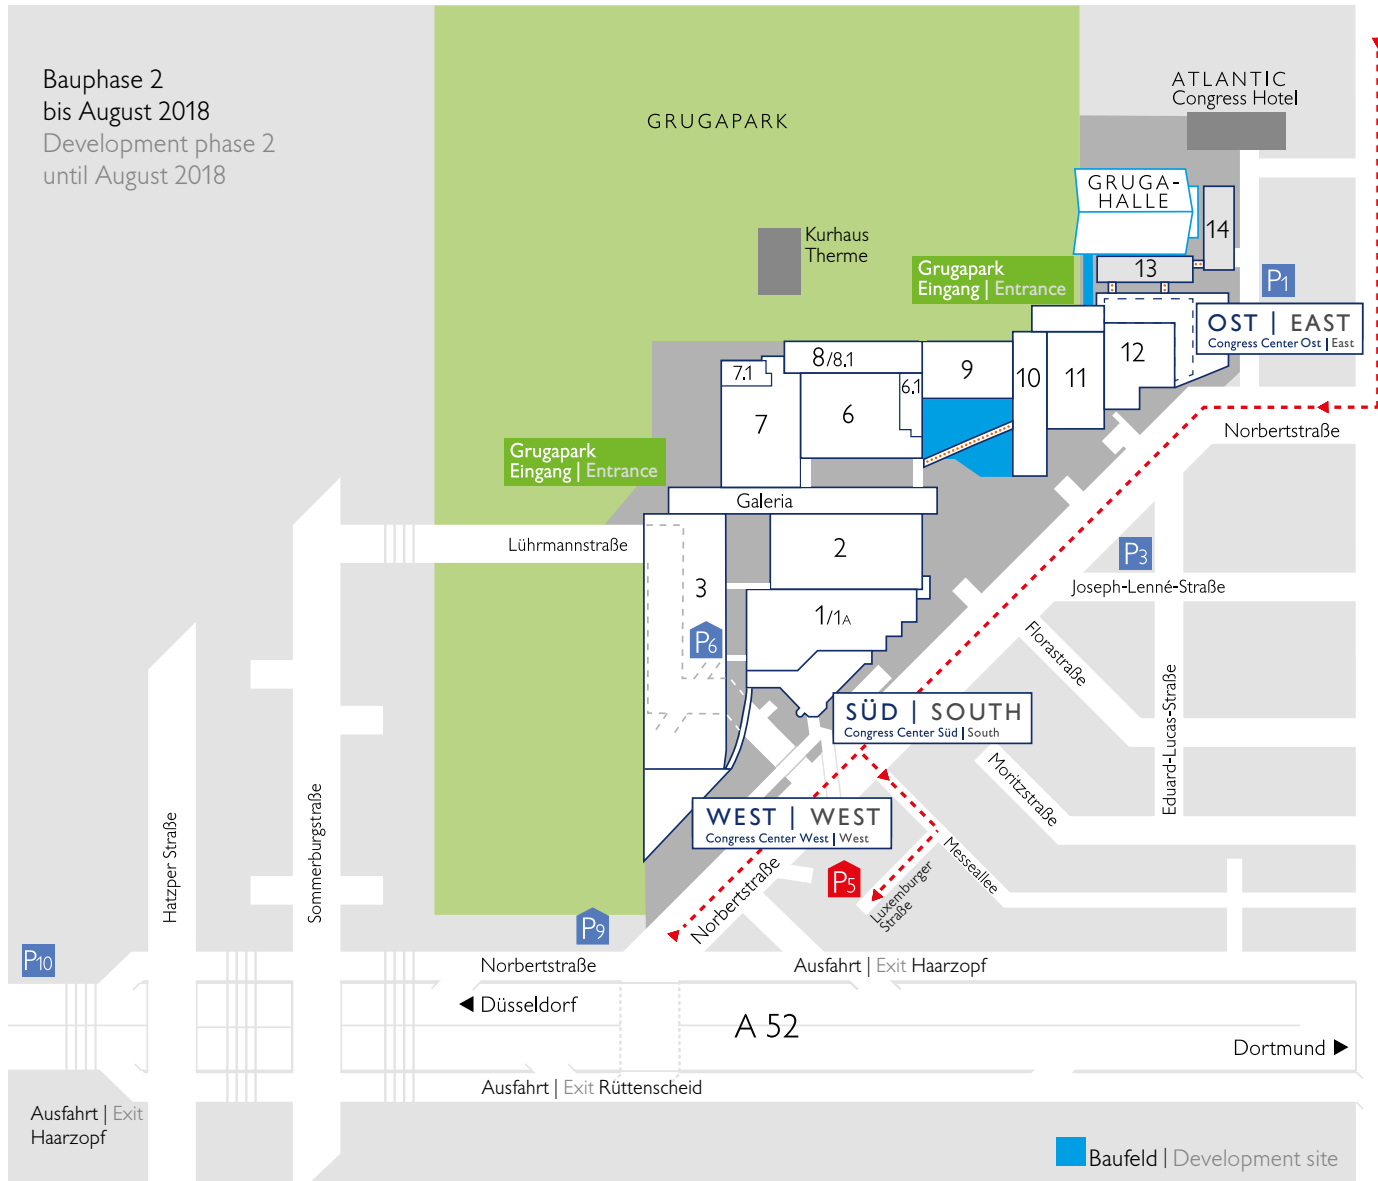 Bauphase 2
bis August 2018
Development phase 2
until August 2018
GRUGAPARK
ATLANTIC
Congress Hotel
GRUGA-
HALLE
14
13
Kurhaus
Therme
Grugapark
Eingang | Entrance
P1
OST | EAST
Congress Center Ost | East
12
11
10
9
8/8.1
7.1
6.1
7
6
Norbertstraße
Grugapark
Eingang | Entrance
Galeria
Lührmannstraße
2
3
P3
Joseph-Lenné-Straße
1/1A
P6
Florastraße
Eduard-Lucas-Straße
SÜD | SOUTH
Congress Center Süd | South
Moritzstraße
WEST | WEST
Congress Center West | West
Hatzper Straße
Sommerburgstraße
Messeallee
P5
Luxemburger
Straße
Norbertstraße
P9
P10
Norbertstraße
Ausfahrt | Exit Haarzopf
Düsseldorf
A 52
Dortmund
Ausfahrt | Exit Rüttenscheid
Ausfahrt | Exit
Haarzopf
Baufeld | Development site